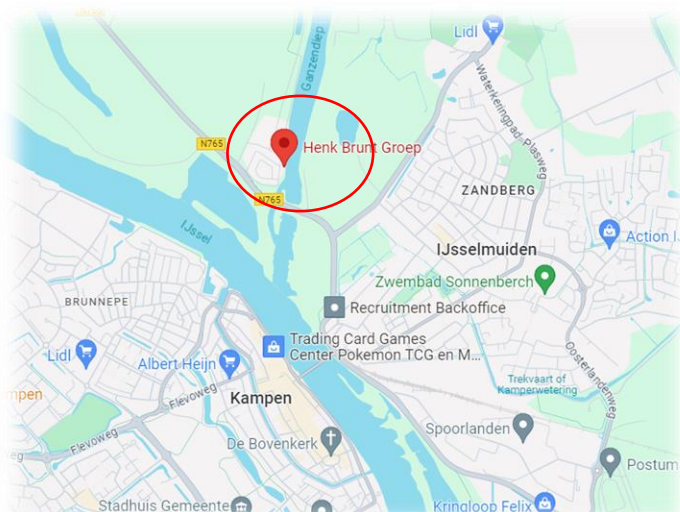 Lidl
Ganzendiep
Waterkeringpad-Plasweg
N765
Henk Brunt Groep
N765
ZANDBERG
IJssel
Action
IJsselmuiden
Zwembad Sonnenberch
BRUNNEPE
Recruitment Backoffice
Trading Card Games
Center Pokemon TCG en M...
Lidl
Albert Heijn
Oosterlandenweg
Trekvaart of
Kamperwetering
Flevoweg
Kampen
Spoorlanden
Flevoweg
De Bovenkerk
Postum
Stadhuis Gemeente
Kringloop Felix